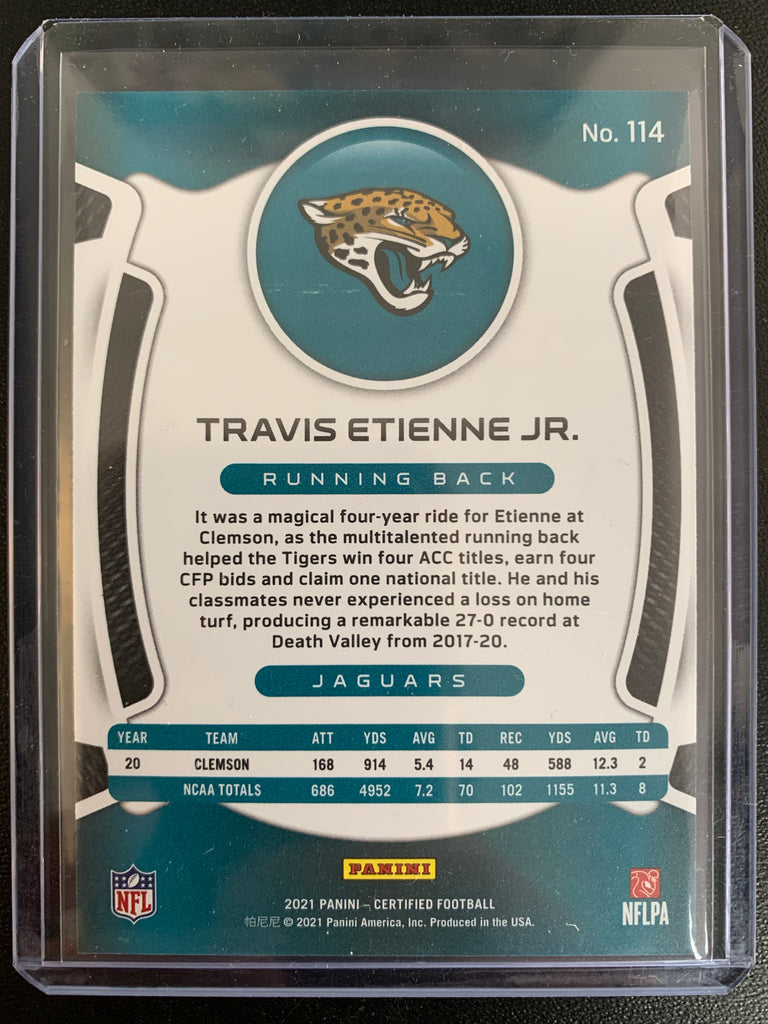 No. 114
TRAVIS ETIENNE JR.
RUNNING BACK
It was a magical four-year ride for Etienne at
Clemson, as the multitalented running back
helped the Tigers win four ACC titles, earn four
CFP bids and claim one national title. He and his
classmates never experienced a loss on home
turf, producing a remarkable 27-0 record at
Death Valley from 2017-20.
JAGUARS
YEAR TEAM ATT YDS AVG TD REC YDS AVG TD
20 CLEMSON 168 914 5.4 14 48 588 12.3 2
NCAA TOTALS 686 4952 7.2 70 102 1155 11.3 8
PANINI
NFL
NFLPA
2021 PANINI – CERTIFIED FOOTBALL
帕尼尼 © 2021 Panini America, Inc. Produced in the USA.